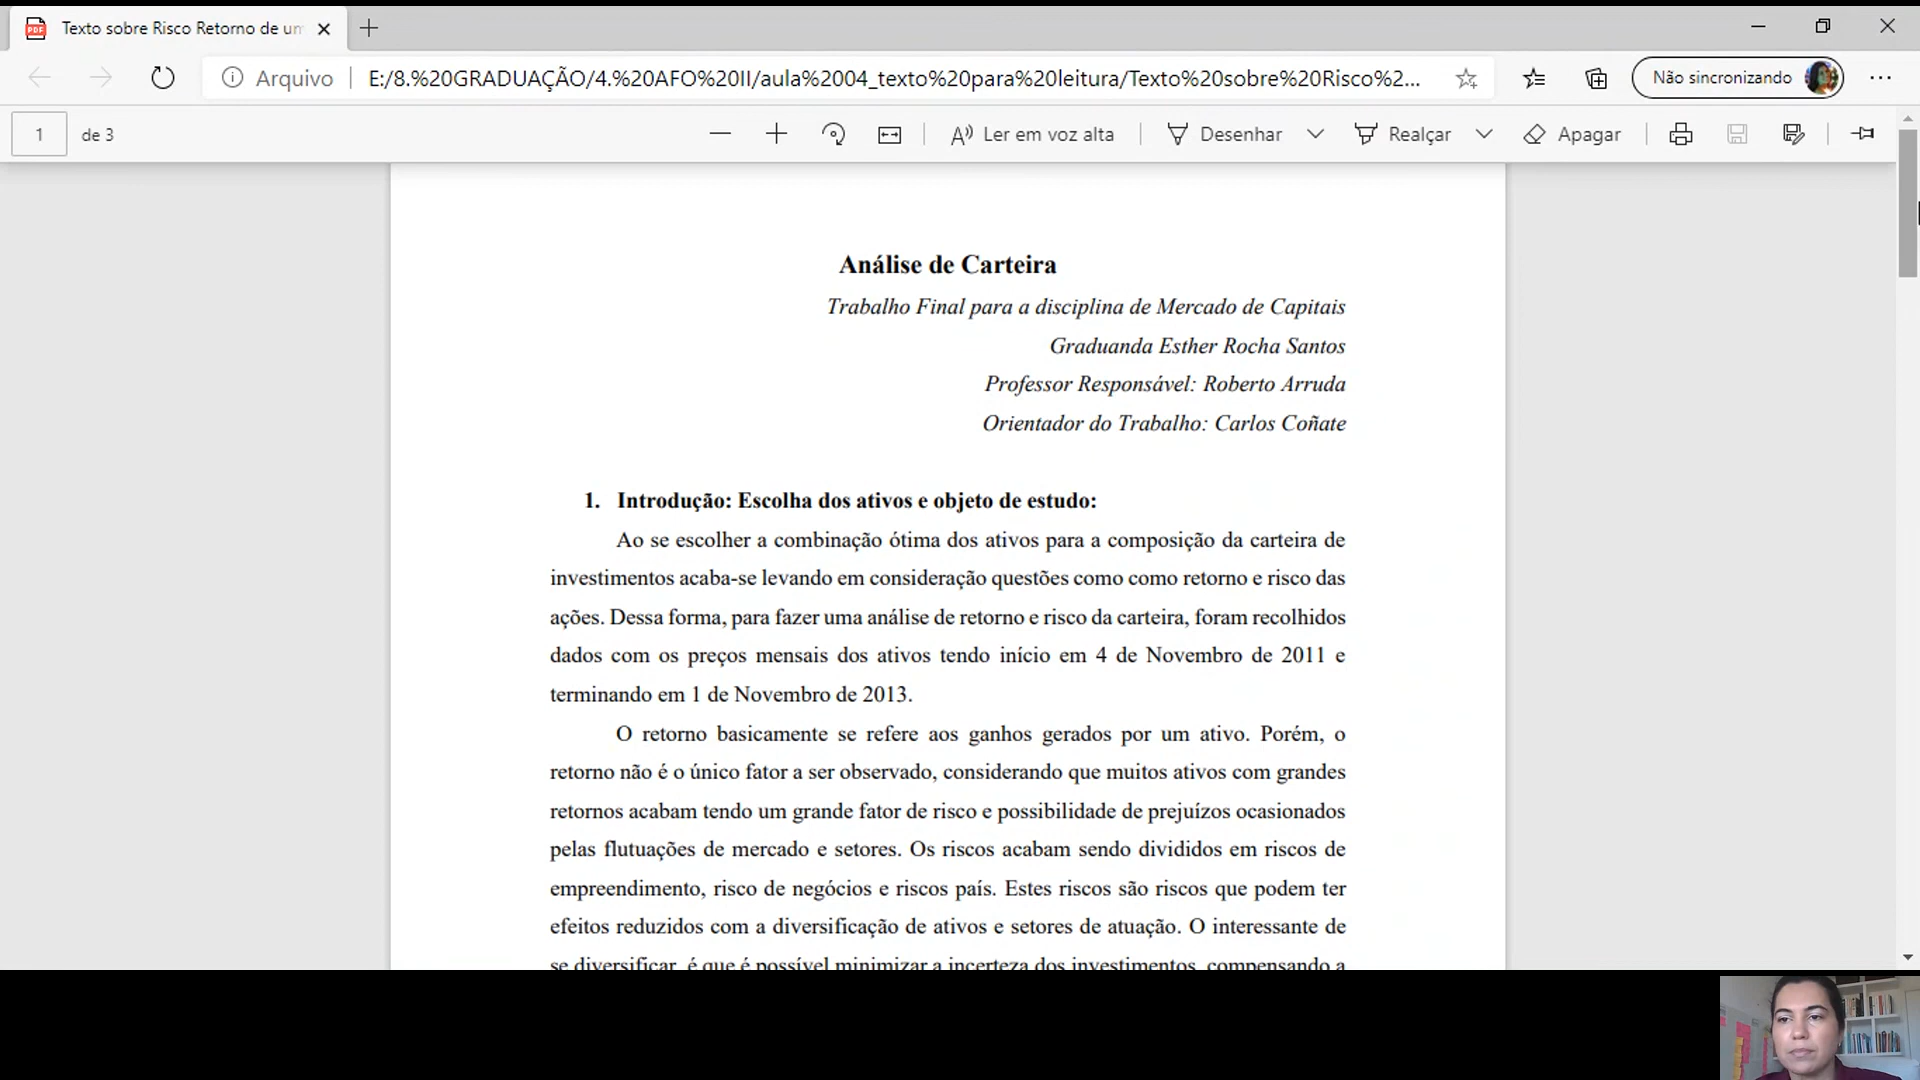 Texto sobre Risco Retorno de um
Arquivo
E:/8.%20GRADUAÇÃO/4.%20AFO%20II/aula%2004_texto%20para%20leitura/Texto%20sobre%20Risco%2...
Não sincronizando
1 de 3
Ler em voz alta
Desenhar
Realçar
Apagar
Análise de Carteira
Trabalho Final para a disciplina de Mercado de Capitais
Graduanda Esther Rocha Santos
Professor Responsável: Roberto Arruda
Orientador do Trabalho: Carlos Coñate
1. Introdução: Escolha dos ativos e objeto de estudo:
Ao se escolher a combinação ótima dos ativos para a composição da carteira de
investimentos acaba-se levando em consideração questões como como retorno e risco das
ações. Dessa forma, para fazer uma análise de retorno e risco da carteira, foram recolhidos
dados com os preços mensais dos ativos tendo início em 4 de Novembro de 2011 e
terminando em 1 de Novembro de 2013.
O retorno basicamente se refere aos ganhos gerados por um ativo. Porém, o
retorno não é o único fator a ser observado, considerando que muitos ativos com grandes
retornos acabam tendo um grande fator de risco e possibilidade de prejuízos ocasionados
pelas flutuações de mercado e setores. Os riscos acabam sendo divididos em riscos de
empreendimento, risco de negócios e riscos país. Estes riscos são riscos que podem ter
efeitos reduzidos com a diversificação de ativos e setores de atuação. O interessante de
se diversificar, é que é possível minimizar a incerteza dos investimentos, compensando a